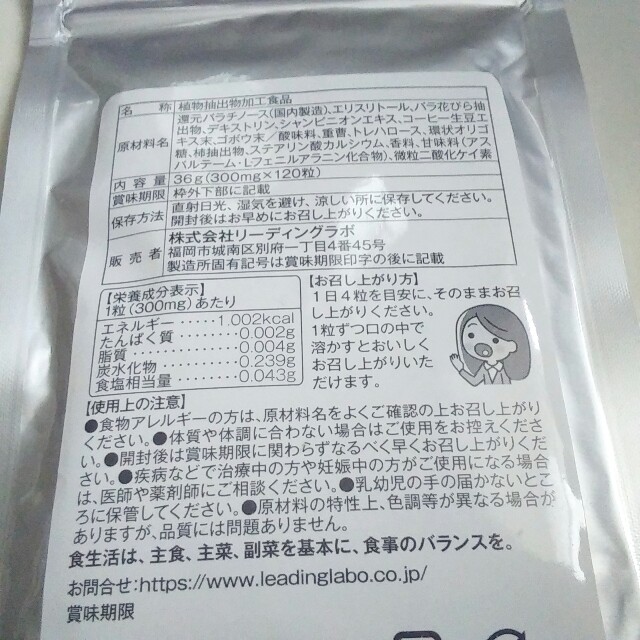 名 称 植物抽出物加工食品
原材料名 還元パラチノース(国内製造)、エリスリトール、バラ花びら抽
出物、デキストリン、シャンピニオンエキス、コーヒー生豆エ
キス末、ゴボウ末／酸味料、重曹、トレハロース、環状オリゴ
糖、柿抽出物、ステアリン酸カルシウム、香料、甘味料(アス
パルテーム・L-フェニルアラニン化合物)、微粒二酸化ケイ素
内容量 36g(300mg×120粒)
賞味期限 枠外下部に記載
保存方法 直射日光、湿気を避け、涼しい所に保存してください。
開封後はお早めにお召し上がりください。
販売者 株式会社リーディングラボ
福岡市城南区別府一丁目4番45号
製造所固有記号は賞味期限印字の後に記載
【栄養成分表示】
1粒(300mg)あたり
エネルギー ······1.002kcal
たんぱく質 ·········0.002g
脂質 ···············0.004g
炭水化物 ···········0.239g
食塩相当量 ·········0.043g
【お召し上がり方】
1日4粒を目安に、そのままお召
し上がりください。
1粒ずつ口の中で
溶かすとおいしく
お召し上がりいた
だけます。
【使用上の注意】
●食物アレルギーの方は、原材料名をよくご確認の上お召し上がり
ください。●体質や体調に合わない場合はご使用をお控えくださ
い。●開封後は賞味期限に関わらずなるべく早くお召し上がりくだ
さい。●疾病などで治療中の方や妊娠中の方がご使用になる場合
は、医師や薬剤師にご相談ください。●乳幼児の手の届かないとこ
ろに保管してください。●原材料の特性上、色調等が異なる場合が
ありますが、品質には問題ありません。
食生活は、主食、主菜、副菜を基本に、食事のバランスを。
お問合せ:https://www.leadinglabo.co.jp/
賞味期限